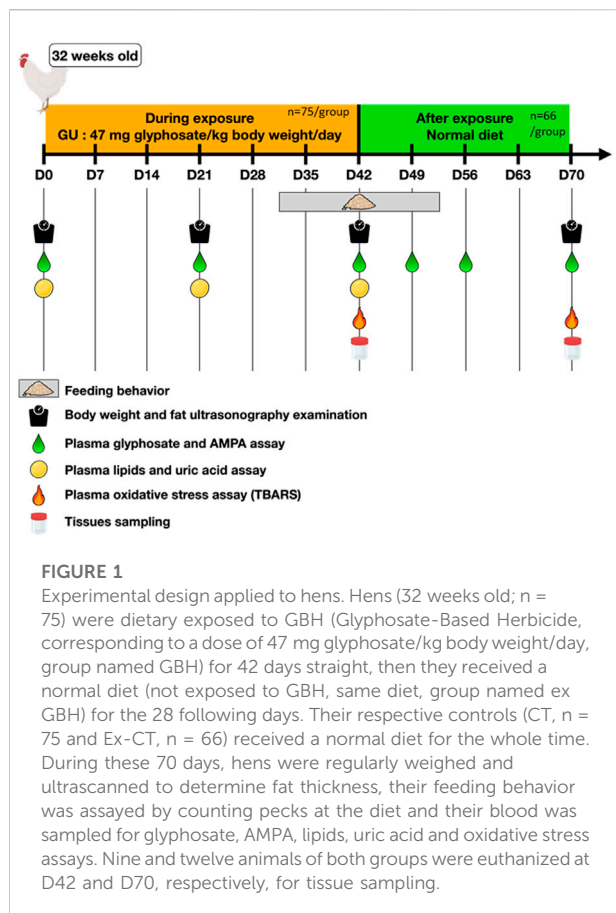 32 weeks old
During exposure
n=75/group
GU : 47 mg glyphosate/kg body weight/day
After exposure
Normal diet
n=66
/group
D0 D7 D14 D21 D28 D35 D42 D49 D56 D63 D70
Feeding behavior
Body weight and fat ultrasonography examination
Plasma glyphosate and AMPA assay
Plasma lipids and uric acid assay
Plasma oxidative stress assay (TBARS)
Tissues sampling
FIGURE 1
Experimental design applied to hens. Hens (32 weeks old; n =
75) were dietary exposed to GBH (Glyphosate-Based Herbicide,
corresponding to a dose of 47 mg glyphosate/kg body weight/day,
group named GBH) for 42 days straight, then they received a
normal diet (not exposed to GBH, same diet, group named ex
GBH) for the 28 following days. Their respective controls (CT, n =
75 and Ex-CT, n = 66) received a normal diet for the whole time.
During these 70 days, hens were regularly weighed and
ultrascanned to determine fat thickness, their feeding behavior
was assayed by counting pecks at the diet and their blood was
sampled for glyphosate, AMPA, lipids, uric acid and oxidative stress
assays. Nine and twelve animals of both groups were euthanized at
D42 and D70, respectively, for tissue sampling.